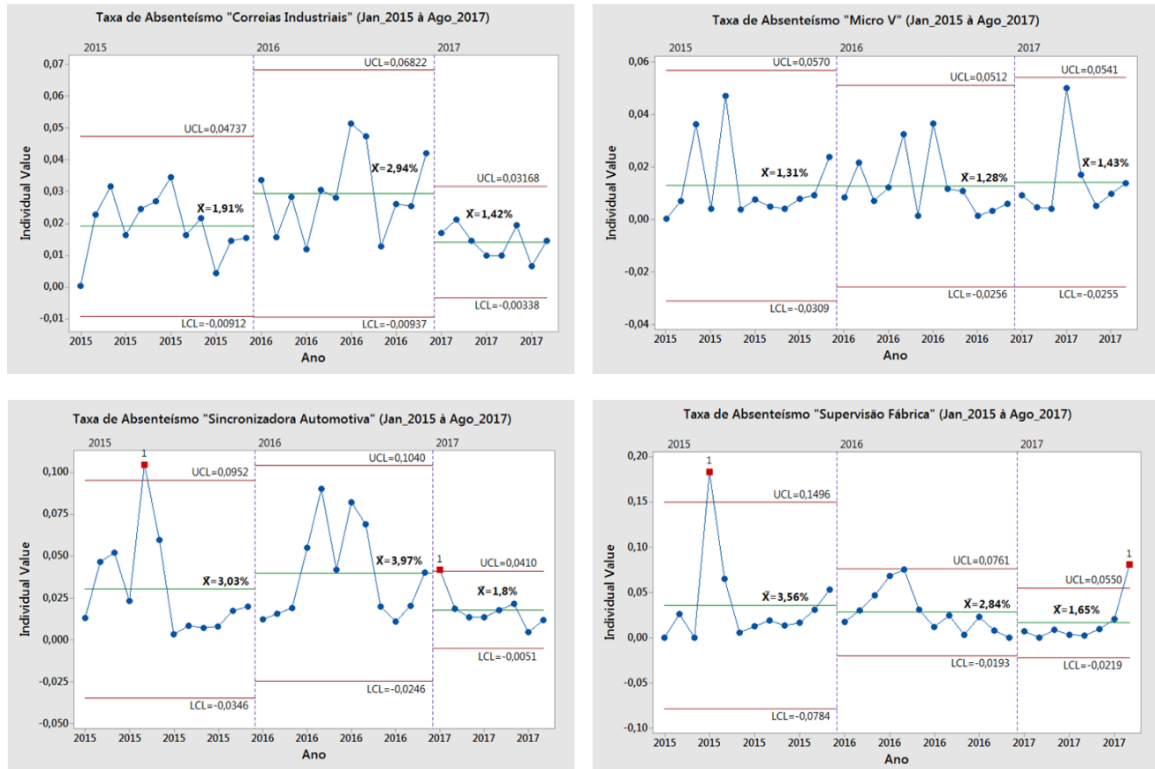 Taxa de Absenteísmo "Correias Industriais" (Jan_2015 à Ago_2017)
2015 2016 2017
0,07
0,06
0,05
0,04
0,03
0,02
0,01
0,00
-0,01
Individual Value
UCL=0,04737
X̄=1,91%
LCL=-0,00912
UCL=0,06822
X̄=2,94%
LCL=-0,00937
UCL=0,03168
X̄=1,42%
LCL=-0,00338
2015 2015 2015 2015 2016 2016 2016 2016 2017 2017 2017
Ano
Taxa de Absenteísmo "Micro V" (Jan_2015 à Ago_2017)
2015 2016 2017
0,06
0,04
0,02
0,00
-0,02
-0,04
Individual Value
UCL=0,0570
X̄=1,31%
LCL=-0,0309
UCL=0,0512
X̄=1,28%
LCL=-0,0256
UCL=0,0541
X̄=1,43%
LCL=-0,0255
2015 2015 2015 2015 2016 2016 2016 2016 2017 2017 2017
Ano
Taxa de Absenteísmo "Sincronizadora Automotiva" (Jan_2015 à Ago_2017)
2015 2016 2017
0,100
0,075
0,050
0,025
0,000
-0,025
-0,050
Individual Value
1
UCL=0,0952
X̄=3,03%
LCL=-0,0346
UCL=0,1040
X̄=3,97%
LCL=-0,0246
1
UCL=0,0410
X̄=1,8%
LCL=-0,0051
2015 2015 2015 2015 2016 2016 2016 2016 2017 2017 2017
Ano
Taxa de Absenteísmo "Supervisão Fábrica" (Jan_2015 à Ago_2017)
2015 2016 2017
0,20
0,15
0,10
0,05
0,00
-0,05
-0,10
Individual Value
1
UCL=0,1496
X̄=3,56%
LCL=-0,0784
UCL=0,0761
X̄=2,84%
LCL=-0,0193
1
UCL=0,0550
X̄=1,65%
LCL=-0,0219
2015 2015 2015 2015 2016 2016 2016 2016 2017 2017 2017
Ano